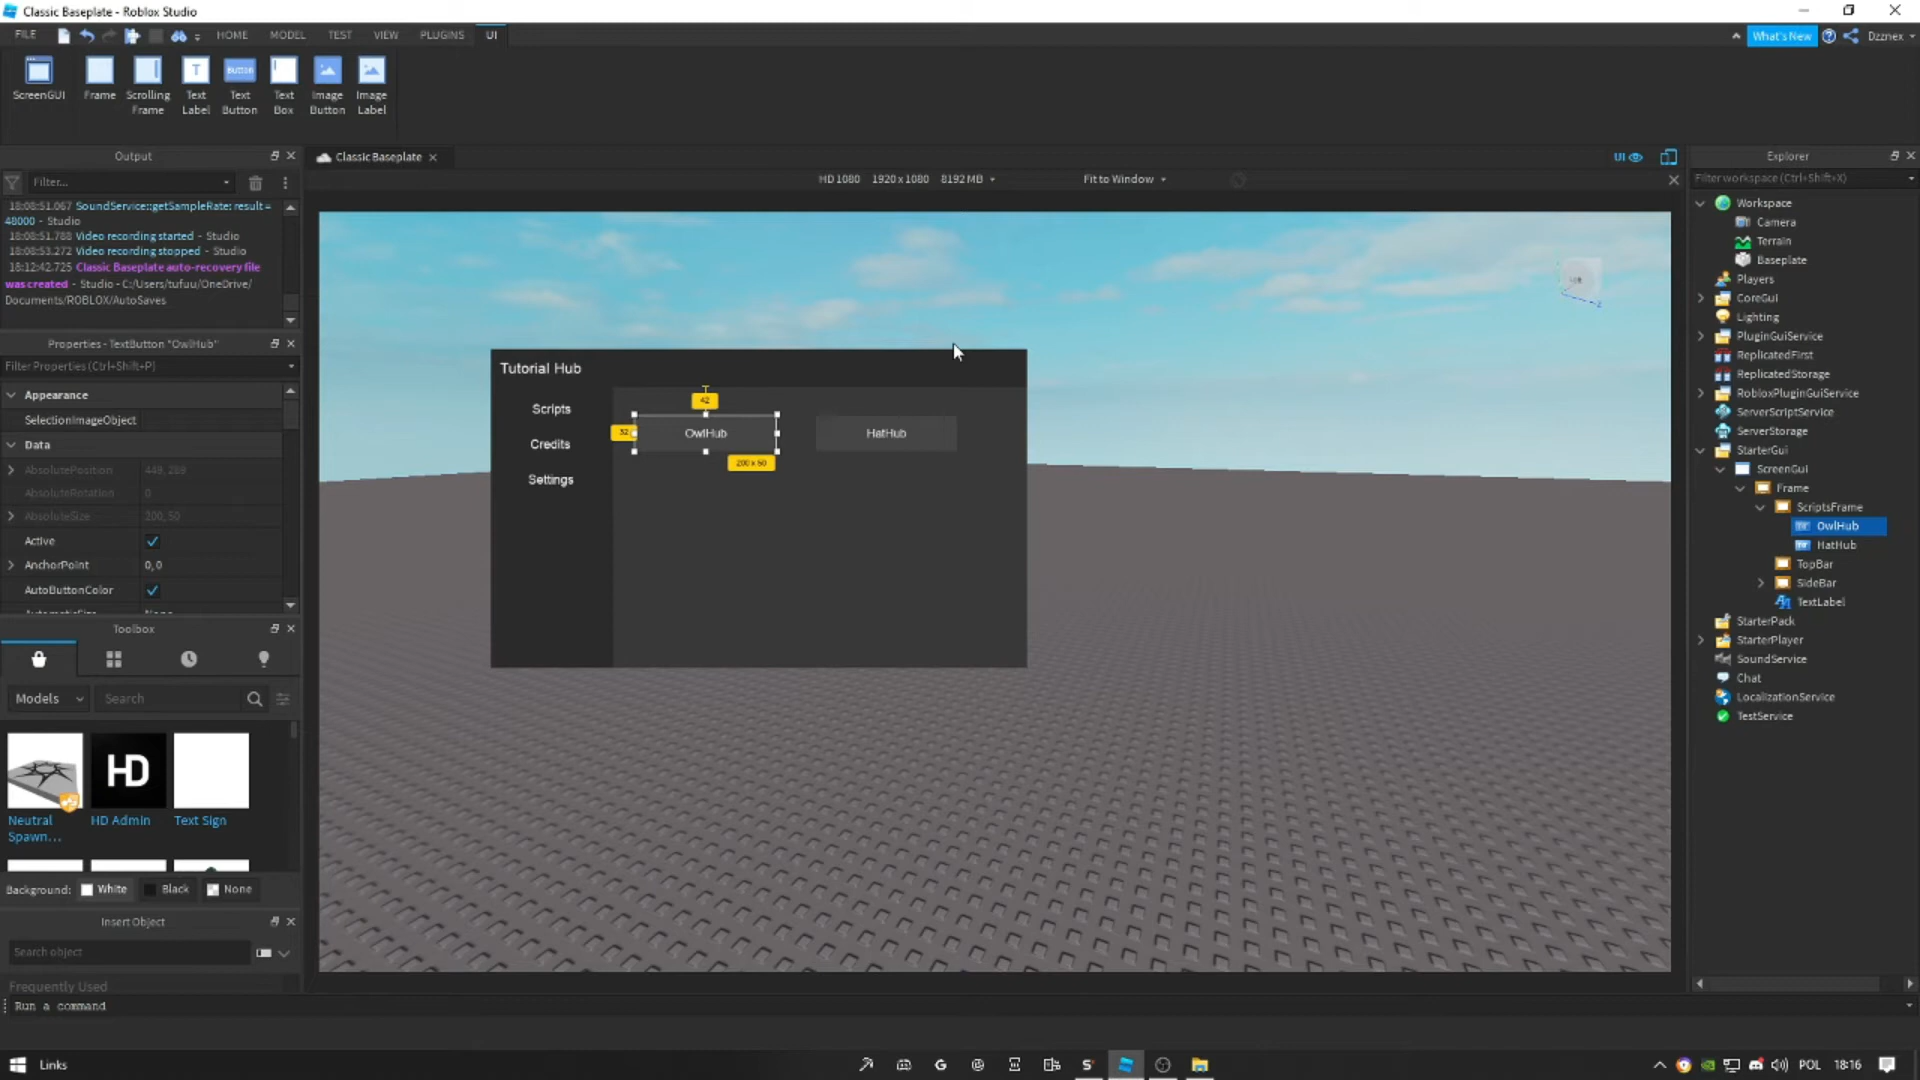 Classic Baseplate - Roblox Studio
FILE
HOME
MODEL
TEST
VIEW
PLUGINS
UI
What's New
Dzznex
ScreenGUI
Frame
Scrolling
Frame
Text
Label
Button
Text
Button
Text
Box
Image
Button
Image
Label
Output
Filter...
18:08:51.067 SoundService::getSampleRate: result =
48000 - Studio
18:08:51.788 Video recording started - Studio
18:08:53.272 Video recording stopped - Studio
18:12:42.725 Classic Baseplate auto-recovery file
was created - Studio - C:/Users/tufuu/OneDrive/
Documents/ROBLOX/AutoSaves
Properties - TextButton "OwlHub"
Filter Properties (Ctrl+Shift+P)
Appearance
SelectionImageObject
Data
AbsolutePosition 449, 289
AbsoluteRotation 0
AbsoluteSize 200, 50
Active
AnchorPoint 0, 0
AutoButtonColor
Toolbox
Models
Search
HD
Neutral
Spawn...
HD Admin
Text Sign
Background: White Black None
Insert Object
Search object
Frequently Used
Run a command
Classic Baseplate
UI
HD 1080 1920 x 1080 8192 MB
Fit to Window
Tutorial Hub
Scripts
Credits
Settings
42
32
OwlHub
HatHub
200 x 50
Explorer
Filter workspace (Ctrl+Shift+X)
Workspace
Camera
Terrain
Baseplate
Players
CoreGui
Lighting
PluginGuiService
ReplicatedFirst
ReplicatedStorage
RobloxPluginGuiService
ServerScriptService
ServerStorage
StarterGui
ScreenGui
Frame
ScriptsFrame
OwlHub
HatHub
TopBar
SideBar
TextLabel
StarterPack
StarterPlayer
SoundService
Chat
LocalizationService
TestService
Links
POL
18:16